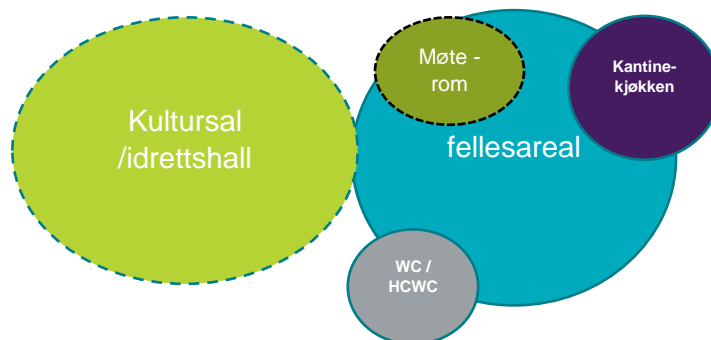 Kultursal
/idrettshall
Møte -
rom
fellesareal
Kantine-
kjøkken
WC /
HCWC